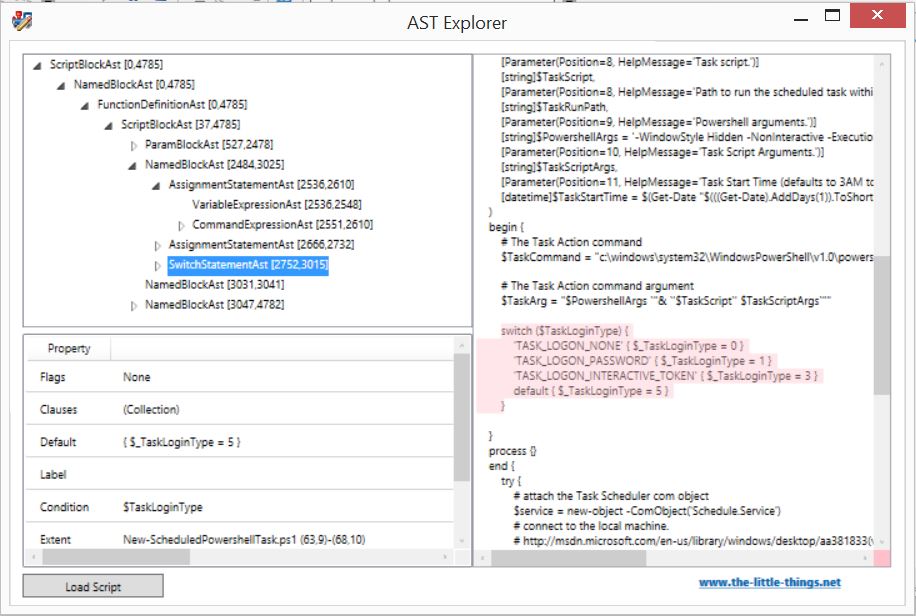 AST Explorer
ScriptBlockAst [0,4785]
NamedBlockAst [0,4785]
FunctionDefinitionAst [0,4785]
ScriptBlockAst [37,4785]
ParamBlockAst [527,2478]
NamedBlockAst [2484,3025]
AssignmentStatementAst [2536,2610]
VariableExpressionAst [2536,2548]
CommandExpressionAst [2551,2610]
AssignmentStatementAst [2666,2732]
SwitchStatementAst [2752,3015]
NamedBlockAst [3031,3041]
NamedBlockAst [3047,4782]
Property
Flags None
Clauses (Collection)
Default { $_TaskLoginType = 5 }
Label
Condition $TaskLoginType
Extent New-ScheduledPowershellTask.ps1 (63,9)-(68,10)
Load Script
[Parameter(Position=8, HelpMessage='Task script.')]
[string]$TaskScript,
[Parameter(Position=8, HelpMessage='Path to run the scheduled task withi
[string]$TaskRunPath,
[Parameter(Position=9, HelpMessage='Powershell arguments.')]
[string]$PowershellArgs = '-WindowStyle Hidden -NonInteractive -Executio
[Parameter(Position=10, HelpMessage='Task Script Arguments.')]
[string]$TaskScriptArgs,
[Parameter(Position=11, HelpMessage='Task Start Time (defaults to 3AM to
[datetime]$TaskStartTime = $(Get-Date "$(((Get-Date).AddDays(1)).ToShort
)
begin {
# The Task Action command
$TaskCommand = "c:\windows\system32\WindowsPowerShell\v1.0\powers
# The Task Action command argument
$TaskArg = "$PowershellArgs `"& `'$TaskScript`' $TaskScriptArgs`""
switch ($TaskLoginType) {
'TASK_LOGON_NONE' { $_TaskLoginType = 0 }
'TASK_LOGON_PASSWORD' { $_TaskLoginType = 1 }
'TASK_LOGON_INTERACTIVE_TOKEN' { $_TaskLoginType = 3 }
default { $_TaskLoginType = 5 }
}
}
process {}
end {
try {
# attach the Task Scheduler com object
$service = new-object -ComObject('Schedule.Service')
# connect to the local machine.
# http://msdn.microsoft.com/en-us/library/windows/desktop/aa381833(v
www.the-little-things.net